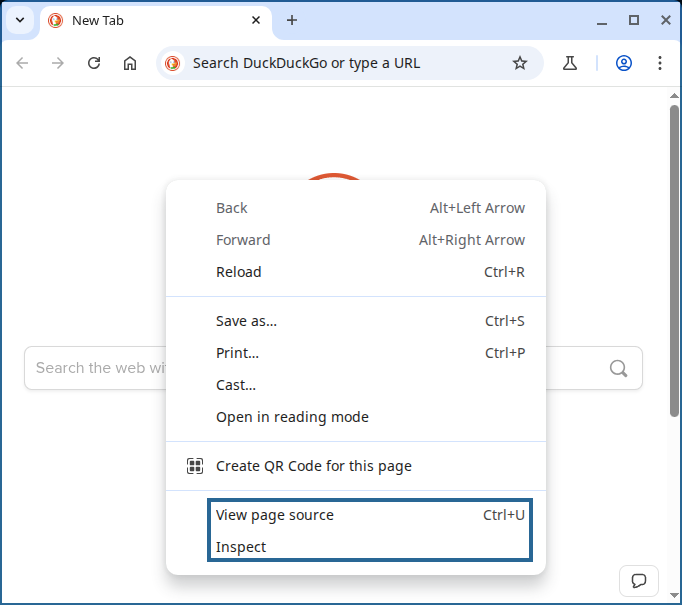 New Tab
Search DuckDuckGo or type a URL
Back Alt+Left Arrow
Forward Alt+Right Arrow
Reload Ctrl+R
Save as... Ctrl+S
Print... Ctrl+P
Search the web wi
Cast...
Open in reading mode
Create QR Code for this page
View page source Ctrl+U
Inspect